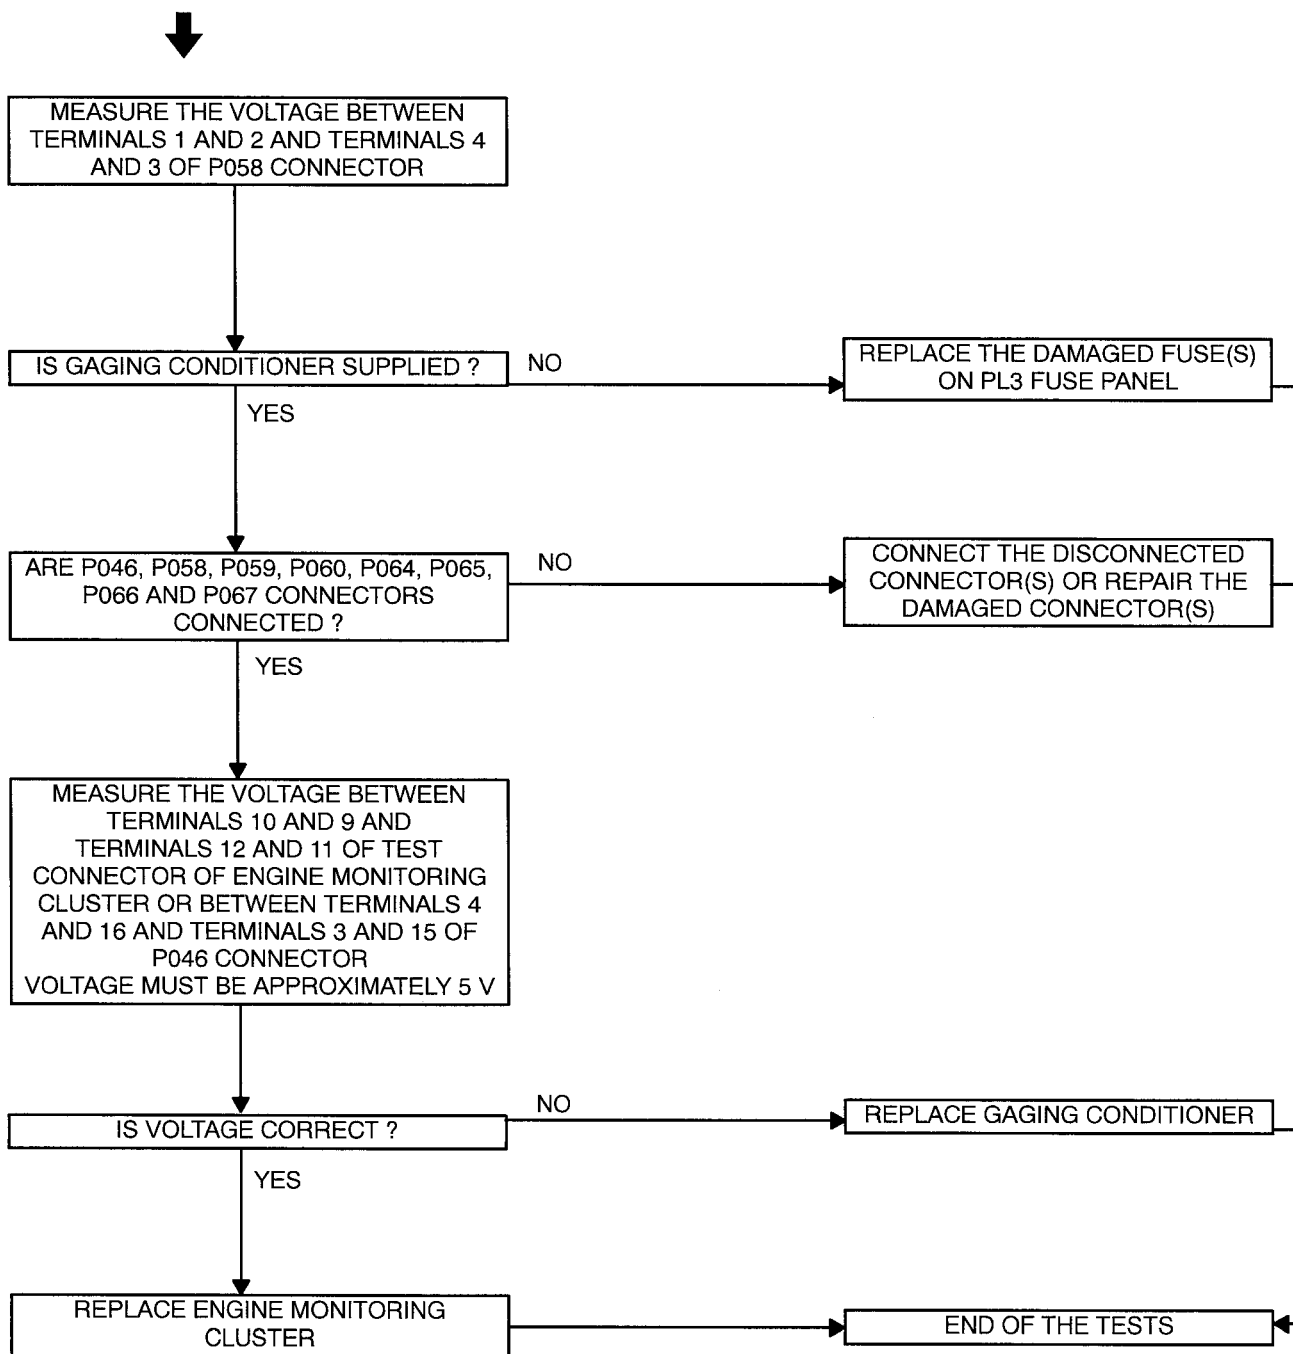 MEASURE THE VOLTAGE BETWEEN
TERMINALS 1 AND 2 AND TERMINALS 4
AND 3 OF P058 CONNECTOR
IS GAGING CONDITIONER SUPPLIED ?
NO
REPLACE THE DAMAGED FUSE(S)
ON PL3 FUSE PANEL
YES
ARE P046, P058, P059, P060, P064, P065,
P066 AND P067 CONNECTORS
CONNECTED ?
NO
CONNECT THE DISCONNECTED
CONNECTOR(S) OR REPAIR THE
DAMAGED CONNECTOR(S)
YES
MEASURE THE VOLTAGE BETWEEN
TERMINALS 10 AND 9 AND
TERMINALS 12 AND 11 OF TEST
CONNECTOR OF ENGINE MONITORING
CLUSTER OR BETWEEN TERMINALS 4
AND 16 AND TERMINALS 3 AND 15 OF
P046 CONNECTOR
VOLTAGE MUST BE APPROXIMATELY 5 V
IS VOLTAGE CORRECT ?
NO
REPLACE GAGING CONDITIONER
YES
REPLACE ENGINE MONITORING
CLUSTER
END OF THE TESTS